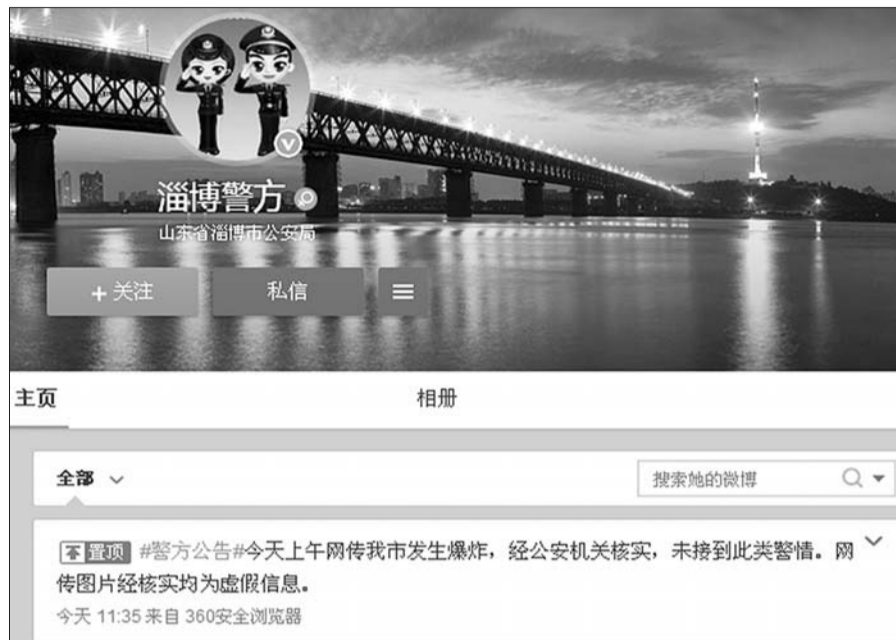 淄博警方
山东省淄博市公安局
+ 关注
私信
主页
相册
全部
搜索她的微博
置顶 #警方公告#今天上午网传我市发生爆炸，经公安机关核实，未接到此类警情。网
传图片经核实均为虚假信息。
今天 11:35 来自 360安全浏览器